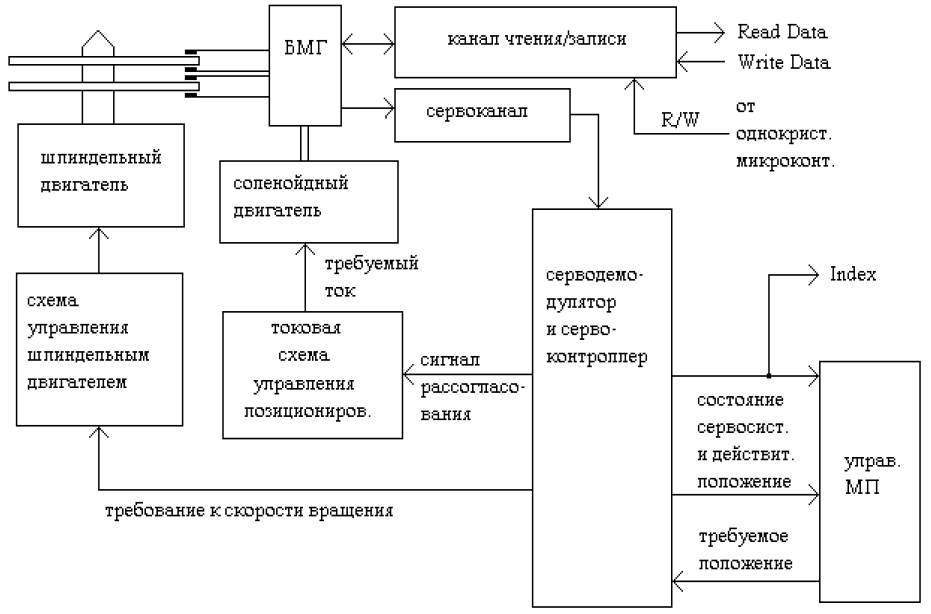 БМГ
канал чтения/записи
Read Data
Write Data
сервоканал
R/W
от
однокрист.
микроконт.
шпиндельный
двигатель
соленойдный
двигатель
требуемый
ток
схема
управления
шпиндельным
двигателем
токовая
схема
управления
позициониров.
сигнал
рассогласо-
вания
серводемо-
дулятор
и серво-
контроллер
Index
состояние
сервосист.
и действит.
положение
управ.
МП
требование к скорости вращения
требуемое
положение